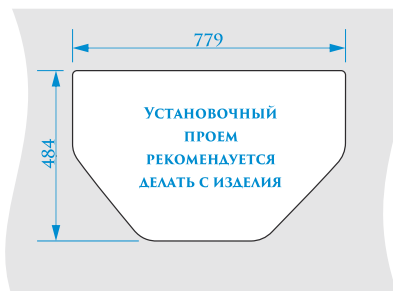 779
484
Установочный
проем
рекомендуется
делать с изделия